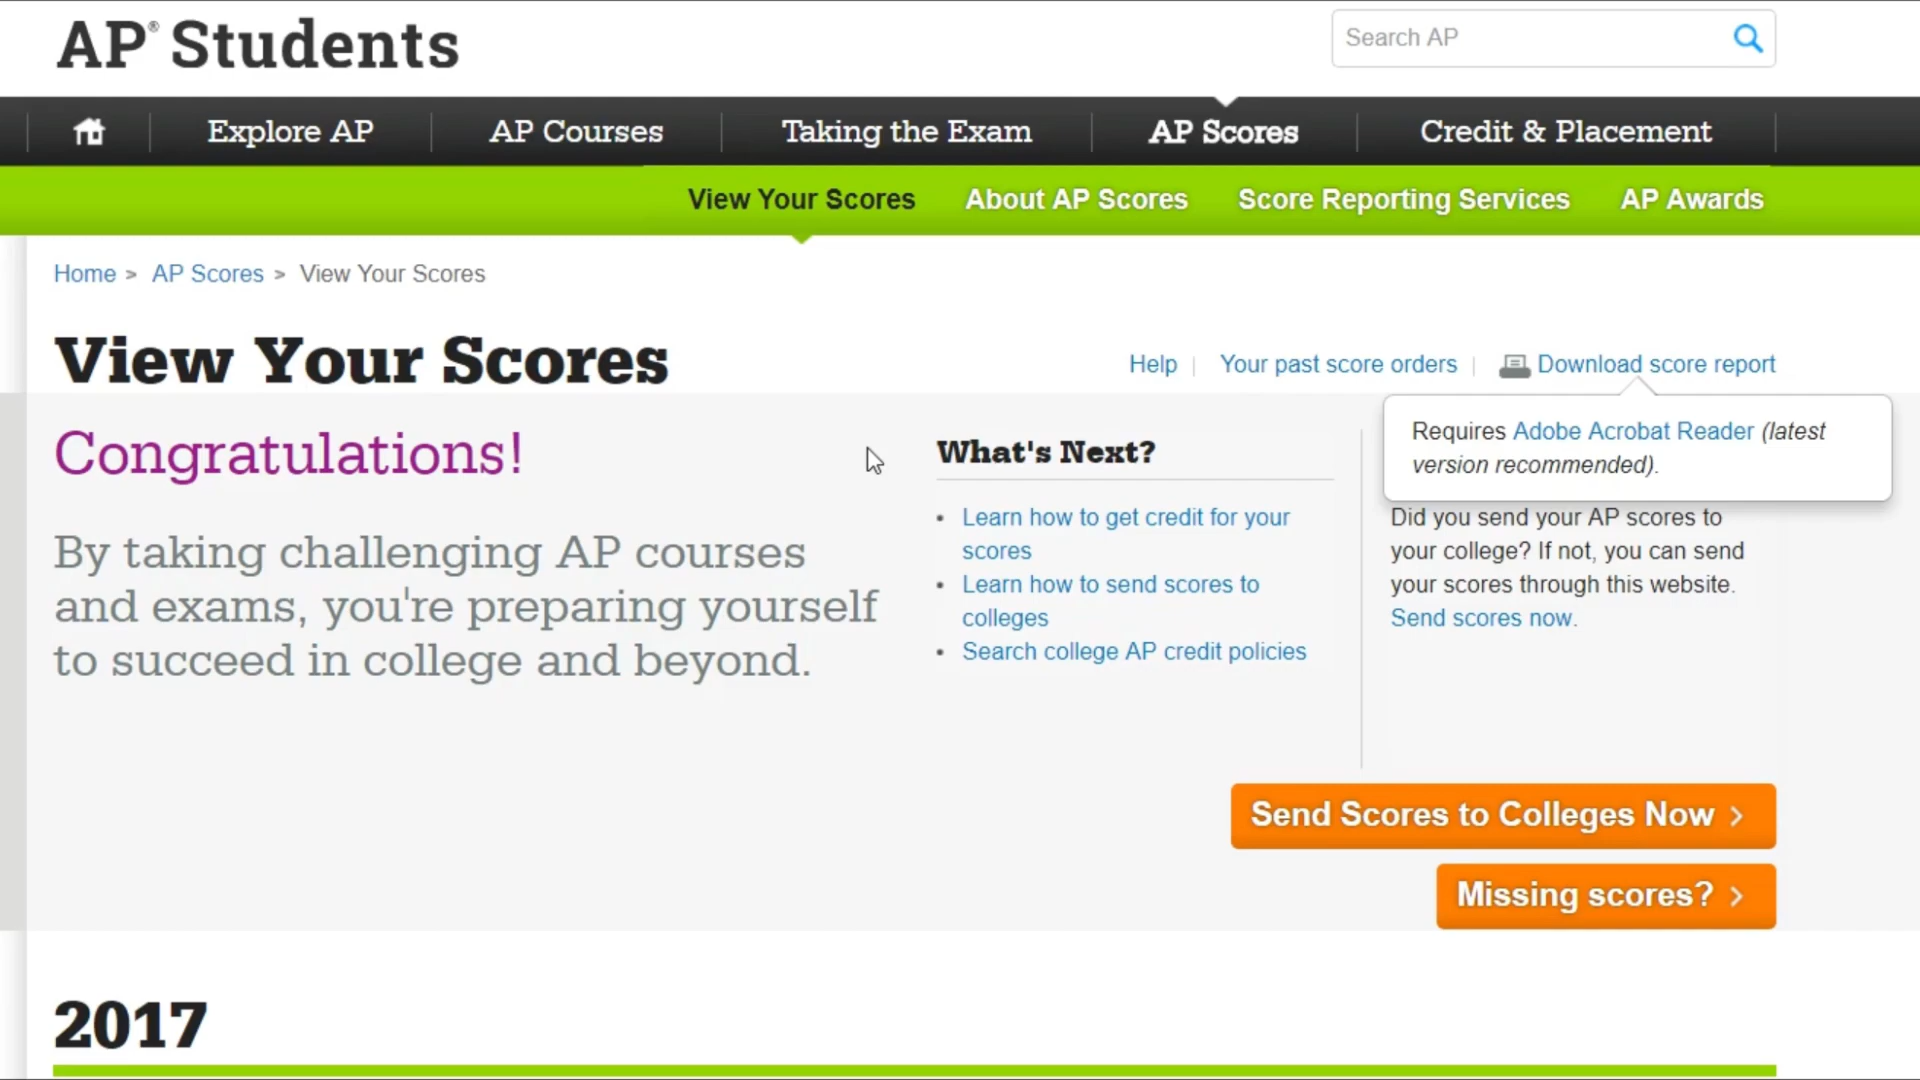 AP® Students
Search AP
Explore AP
AP Courses
Taking the Exam
AP Scores
Credit & Placement
View Your Scores
About AP Scores
Score Reporting Services
AP Awards
Home > AP Scores > View Your Scores
View Your Scores
Help
Your past score orders
Download score report
Requires Adobe Acrobat Reader (latest
version recommended).
Congratulations!
By taking challenging AP courses
and exams, you're preparing yourself
to succeed in college and beyond.
What's Next?
• Learn how to get credit for your
scores
• Learn how to send scores to
colleges
• Search college AP credit policies
Did you send your AP scores to
your college? If not, you can send
your scores through this website.
Send scores now.
Send Scores to Colleges Now >
Missing scores? >
2017